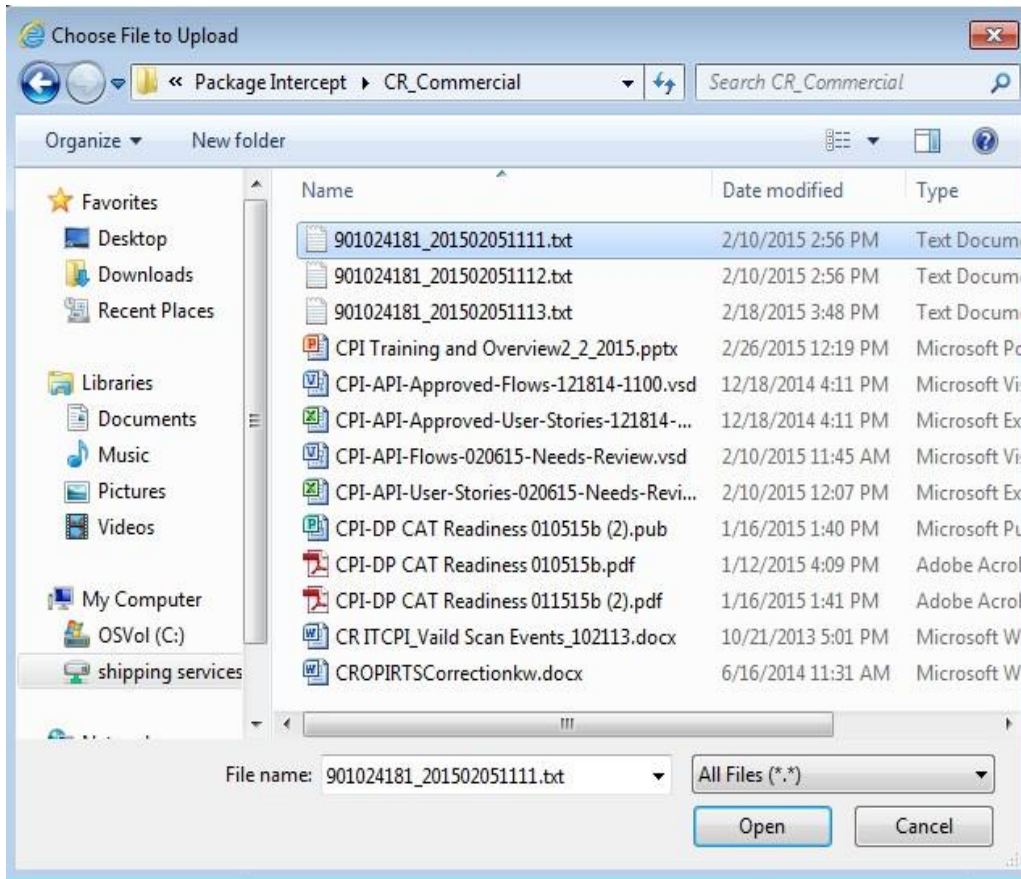 Choose File to Upload
« Package Intercept ▸ CR_Commercial Search CR_Commercial
Organize New folder
Favorites
Desktop
Downloads
Recent Places
Libraries
Documents
Music
Pictures
Videos
My Computer
OSVol (C:)
shipping services
Name Date modified Type
901024181_201502051111.txt 2/10/2015 2:56 PM Text Docum
901024181_201502051112.txt 2/10/2015 2:56 PM Text Docum
901024181_201502051113.txt 2/18/2015 3:48 PM Text Docum
CPI Training and Overview2_2_2015.pptx 2/26/2015 12:19 PM Microsoft Po
CPI-API-Approved-Flows-121814-1100.vsd 12/18/2014 4:11 PM Microsoft Vi
CPI-API-Approved-User-Stories-121814-... 12/18/2014 4:11 PM Microsoft Ex
CPI-API-Flows-020615-Needs-Review.vsd 2/10/2015 11:45 AM Microsoft Vi
CPI-API-User-Stories-020615-Needs-Revi... 2/10/2015 12:07 PM Microsoft Ex
CPI-DP CAT Readiness 010515b (2).pub 1/16/2015 1:40 PM Microsoft Pu
CPI-DP CAT Readiness 010515b.pdf 1/12/2015 4:09 PM Adobe Acrol
CPI-DP CAT Readiness 011515b (2).pdf 1/16/2015 1:41 PM Adobe Acrol
CR ITCPI_Vaild Scan Events_102113.docx 10/21/2013 5:01 PM Microsoft W
CROPIRTSCorrectionkw.docx 6/16/2014 11:31 AM Microsoft W
File name: 901024181_201502051111.txt All Files (*.*)
Open Cancel